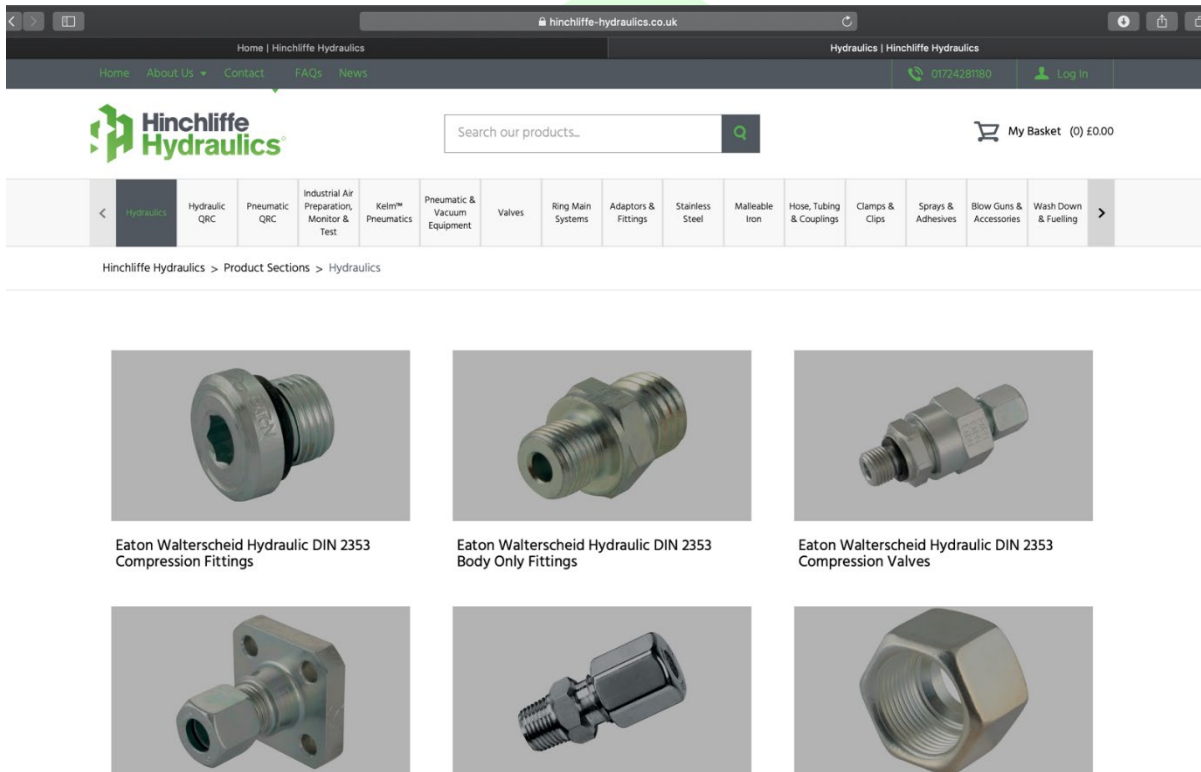 hinchliffe-hydraulics.co.uk
Home | Hinchliffe Hydraulics
Hydraulics | Hinchliffe Hydraulics
Home About Us Contact FAQs News
01724281180
Log In
Hinchliffe
Hydraulics
Search our products...
My Basket (0) £0.00
Hydraulics
Hydraulic
QRC
Pneumatic
QRC
Industrial Air
Preparation,
Monitor &
Test
Kelm™
Pneumatics
Pneumatic &
Vacuum
Equipment
Valves
Ring Main
Systems
Adaptors &
Fittings
Stainless
Steel
Malleable
Iron
Hose, Tubing
& Couplings
Clamps &
Clips
Sprays &
Adhesives
Blow Guns &
Accessories
Wash Down
& Fuelling
Hinchliffe Hydraulics > Product Sections > Hydraulics
Eaton Walterscheid Hydraulic DIN 2353
Compression Fittings
Eaton Walterscheid Hydraulic DIN 2353
Body Only Fittings
Eaton Walterscheid Hydraulic DIN 2353
Compression Valves